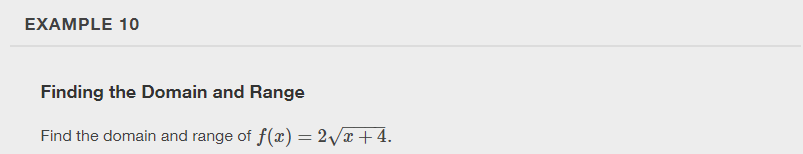 EXAMPLE 10
Finding the Domain and Range
Find the domain and range of f(x) = 2√(x + 4).